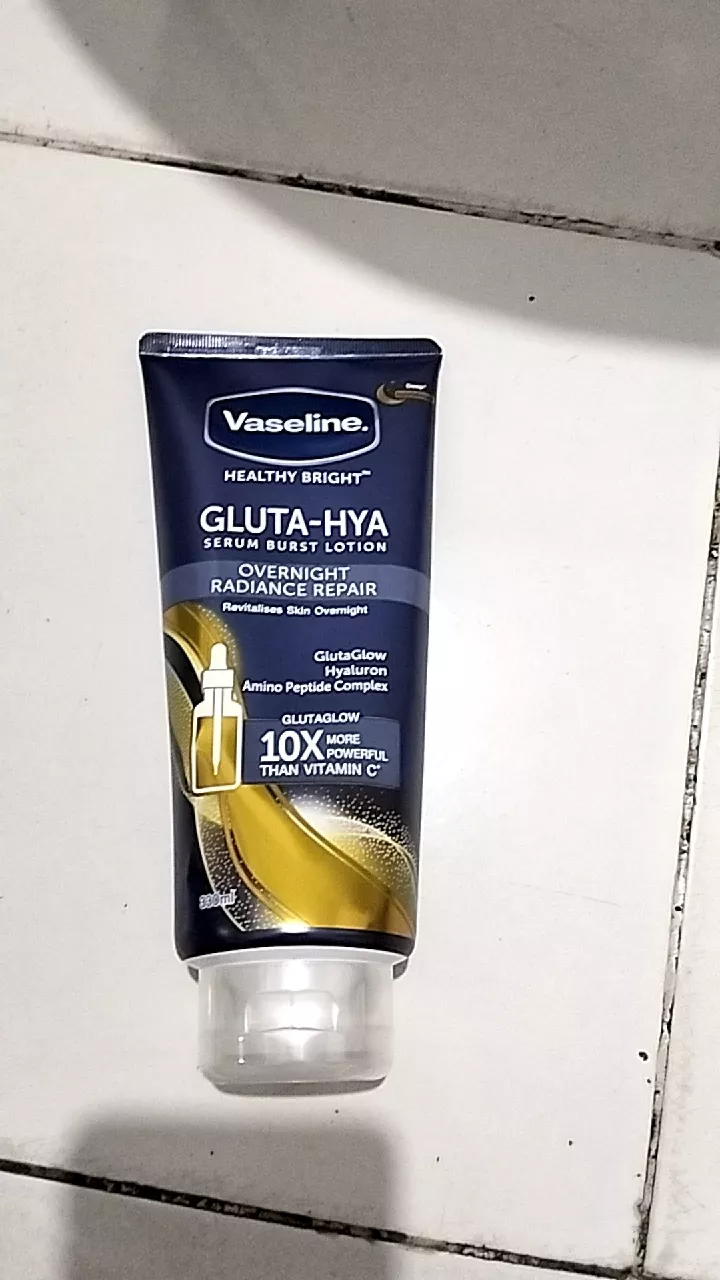 Vaseline.
HEALTHY BRIGHT™
GLUTA-HYA
SERUM BURST LOTION
OVERNIGHT
RADIANCE REPAIR
Revitalises Skin Overnight
GlutaGlow
Hyaluron
Amino Peptide Complex
GLUTAGLOW
10X MORE POWERFUL
THAN VITAMIN C*
330ml